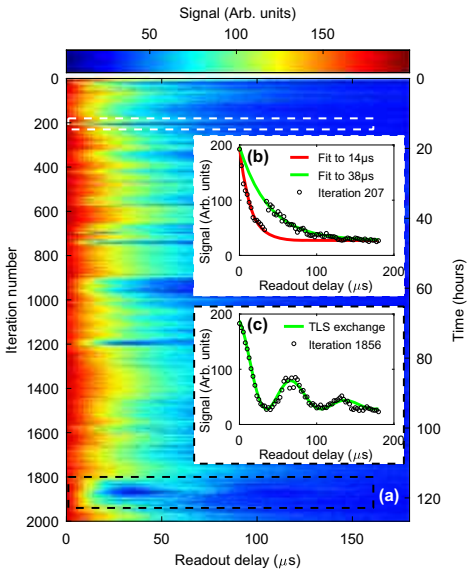 Signal (Arb. units)
50 100 150
0 0
200
20
400
40
600
800
60
1000
80
1200
1400
100
1600
1800
120
2000
0 50 100 150
Iteration number
Time (hours)
Readout delay (μs)
(a)
(b)
Fit to 14μs
Fit to 38μs
Iteration 207
200
100
0
0 100 200
Signal (Arb. units)
Readout delay (μs)
(c)
TLS exchange
Iteration 1856
200
100
0
0 100 200
Signal (Arb. units)
Readout delay (μs)